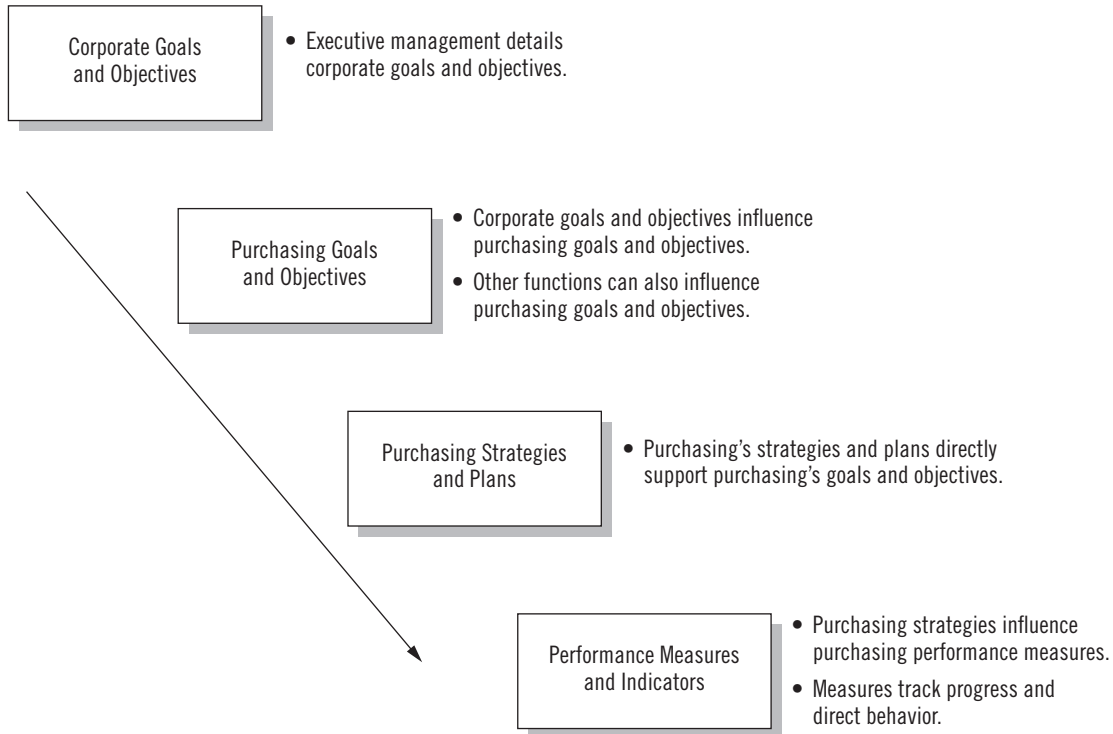 Corporate Goals
and Objectives
• Executive management details
corporate goals and objectives.
Purchasing Goals
and Objectives
• Corporate goals and objectives influence
purchasing goals and objectives.
• Other functions can also influence
purchasing goals and objectives.
Purchasing Strategies
and Plans
• Purchasing's strategies and plans directly
support purchasing's goals and objectives.
Performance Measures
and Indicators
• Purchasing strategies influence
purchasing performance measures.
• Measures track progress and
direct behavior.